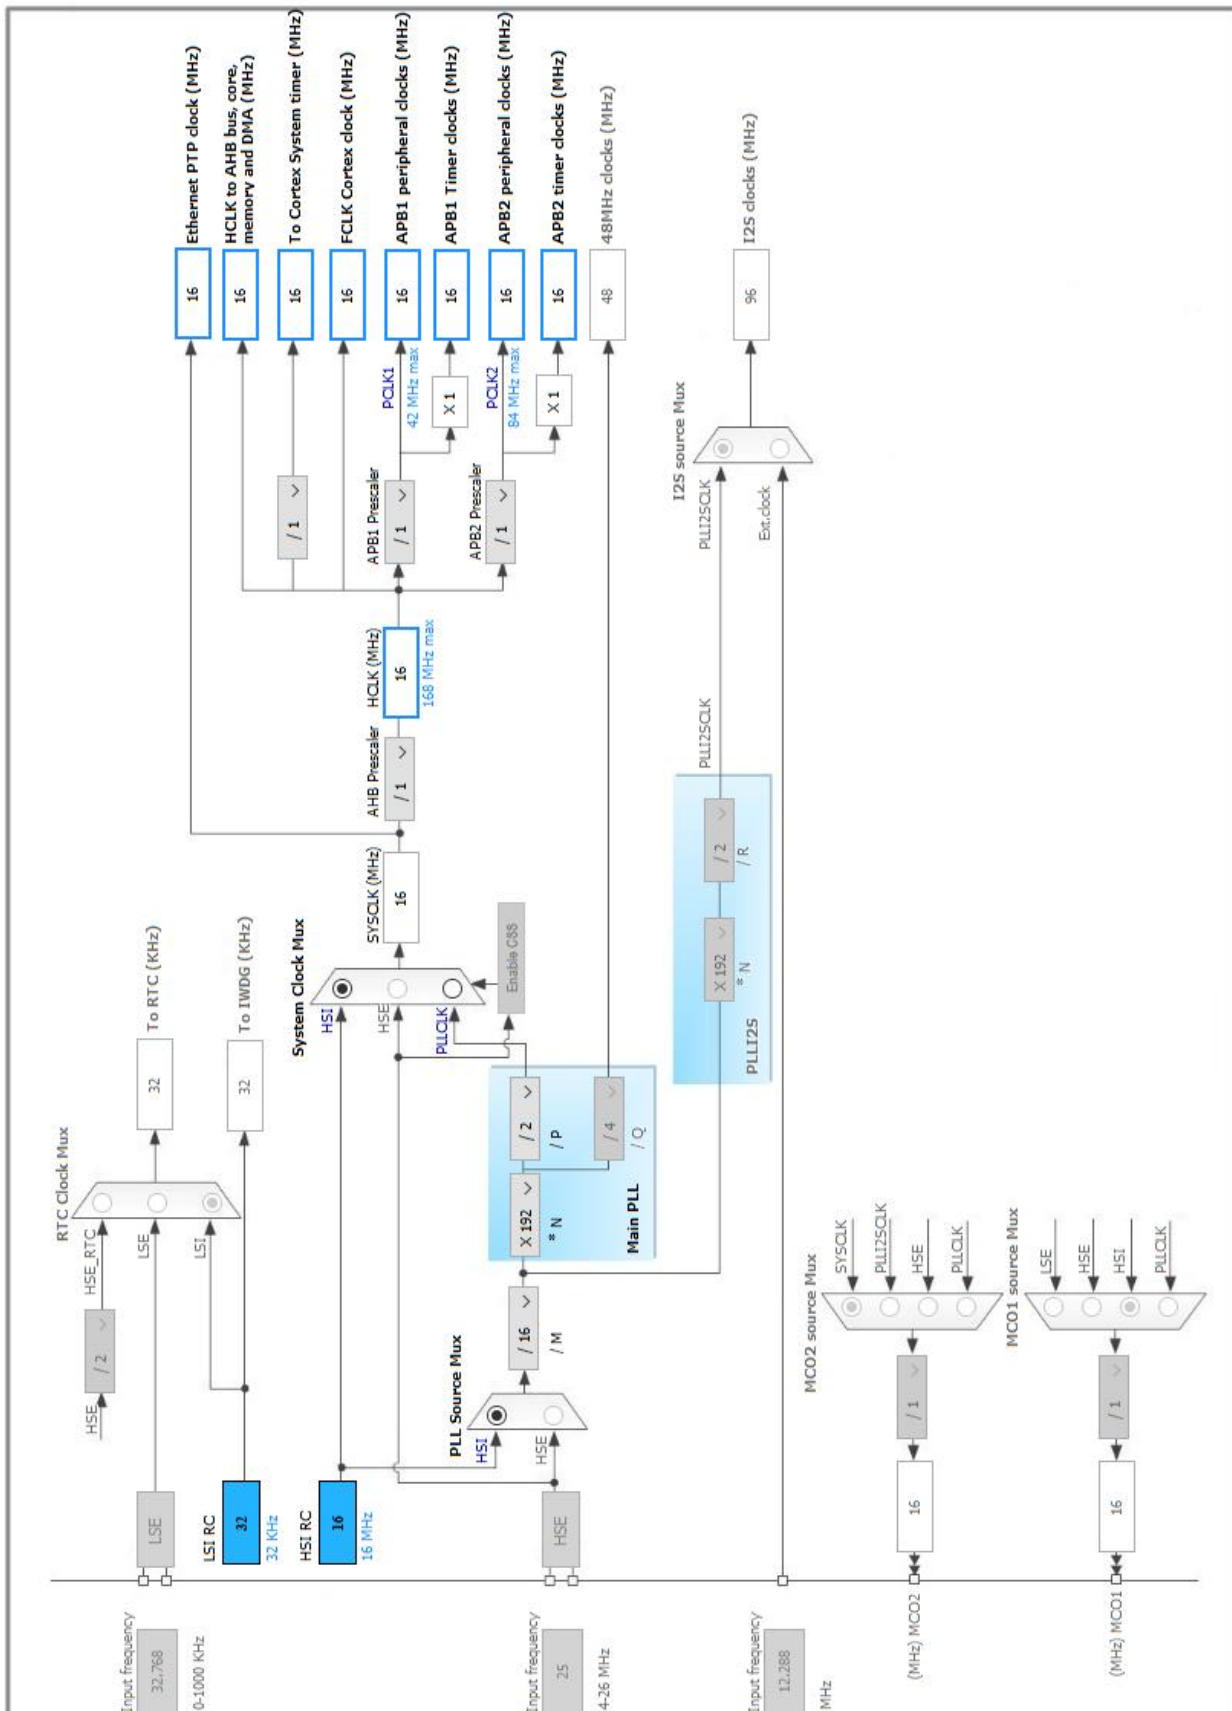 Input frequency
32.768
0-1000 KHz
LSE
HSE
/ 2
HSE_RTC
LSE
LSI
RTC Clock Mux
32
To RTC (KHz)
LSI RC
32
32 KHz
32
To IWDG (KHz)
HSI RC
16
16 MHz
Input frequency
25
4-26 MHz
HSE
PLL Source Mux
HSI
HSE
/ 16
/ M
X 192
* N
/ 2
/ P
/ 4
/ Q
Main PLL
System Clock Mux
HSI
HSE
PLLCLK
Enable CSS
SYSCLK (MHz)
16
AHB Prescaler
/ 1
HCLK (MHz)
16
168 MHz max
/ 1
APB1 Prescaler
/ 1
PCLK1
42 MHz max
X 1
APB2 Prescaler
/ 1
PCLK2
84 MHz max
X 1
16
Ethernet PTP clock (MHz)
16
HCLK to AHB bus, core,
memory and DMA (MHz)
16
To Cortex System timer (MHz)
16
FCLK Cortex clock (MHz)
16
APB1 peripheral clocks (MHz)
16
APB1 Timer clocks (MHz)
16
APB2 peripheral clocks (MHz)
16
APB2 timer clocks (MHz)
48
48MHz clocks (MHz)
X 192
* N
/ 2
/ R
PLLI2S
PLLI2SCLK
PLLI2SCLK
Ext.clock
I2S source Mux
96
I2S clocks (MHz)
Input frequency
12.288
MHz
(MHz) MCO2
16
/ 1
MCO2 source Mux
SYSCLK
PLLI2SCLK
HSE
PLLCLK
(MHz) MCO1
16
/ 1
MCO1 source Mux
LSE
HSE
HSI
PLLCLK